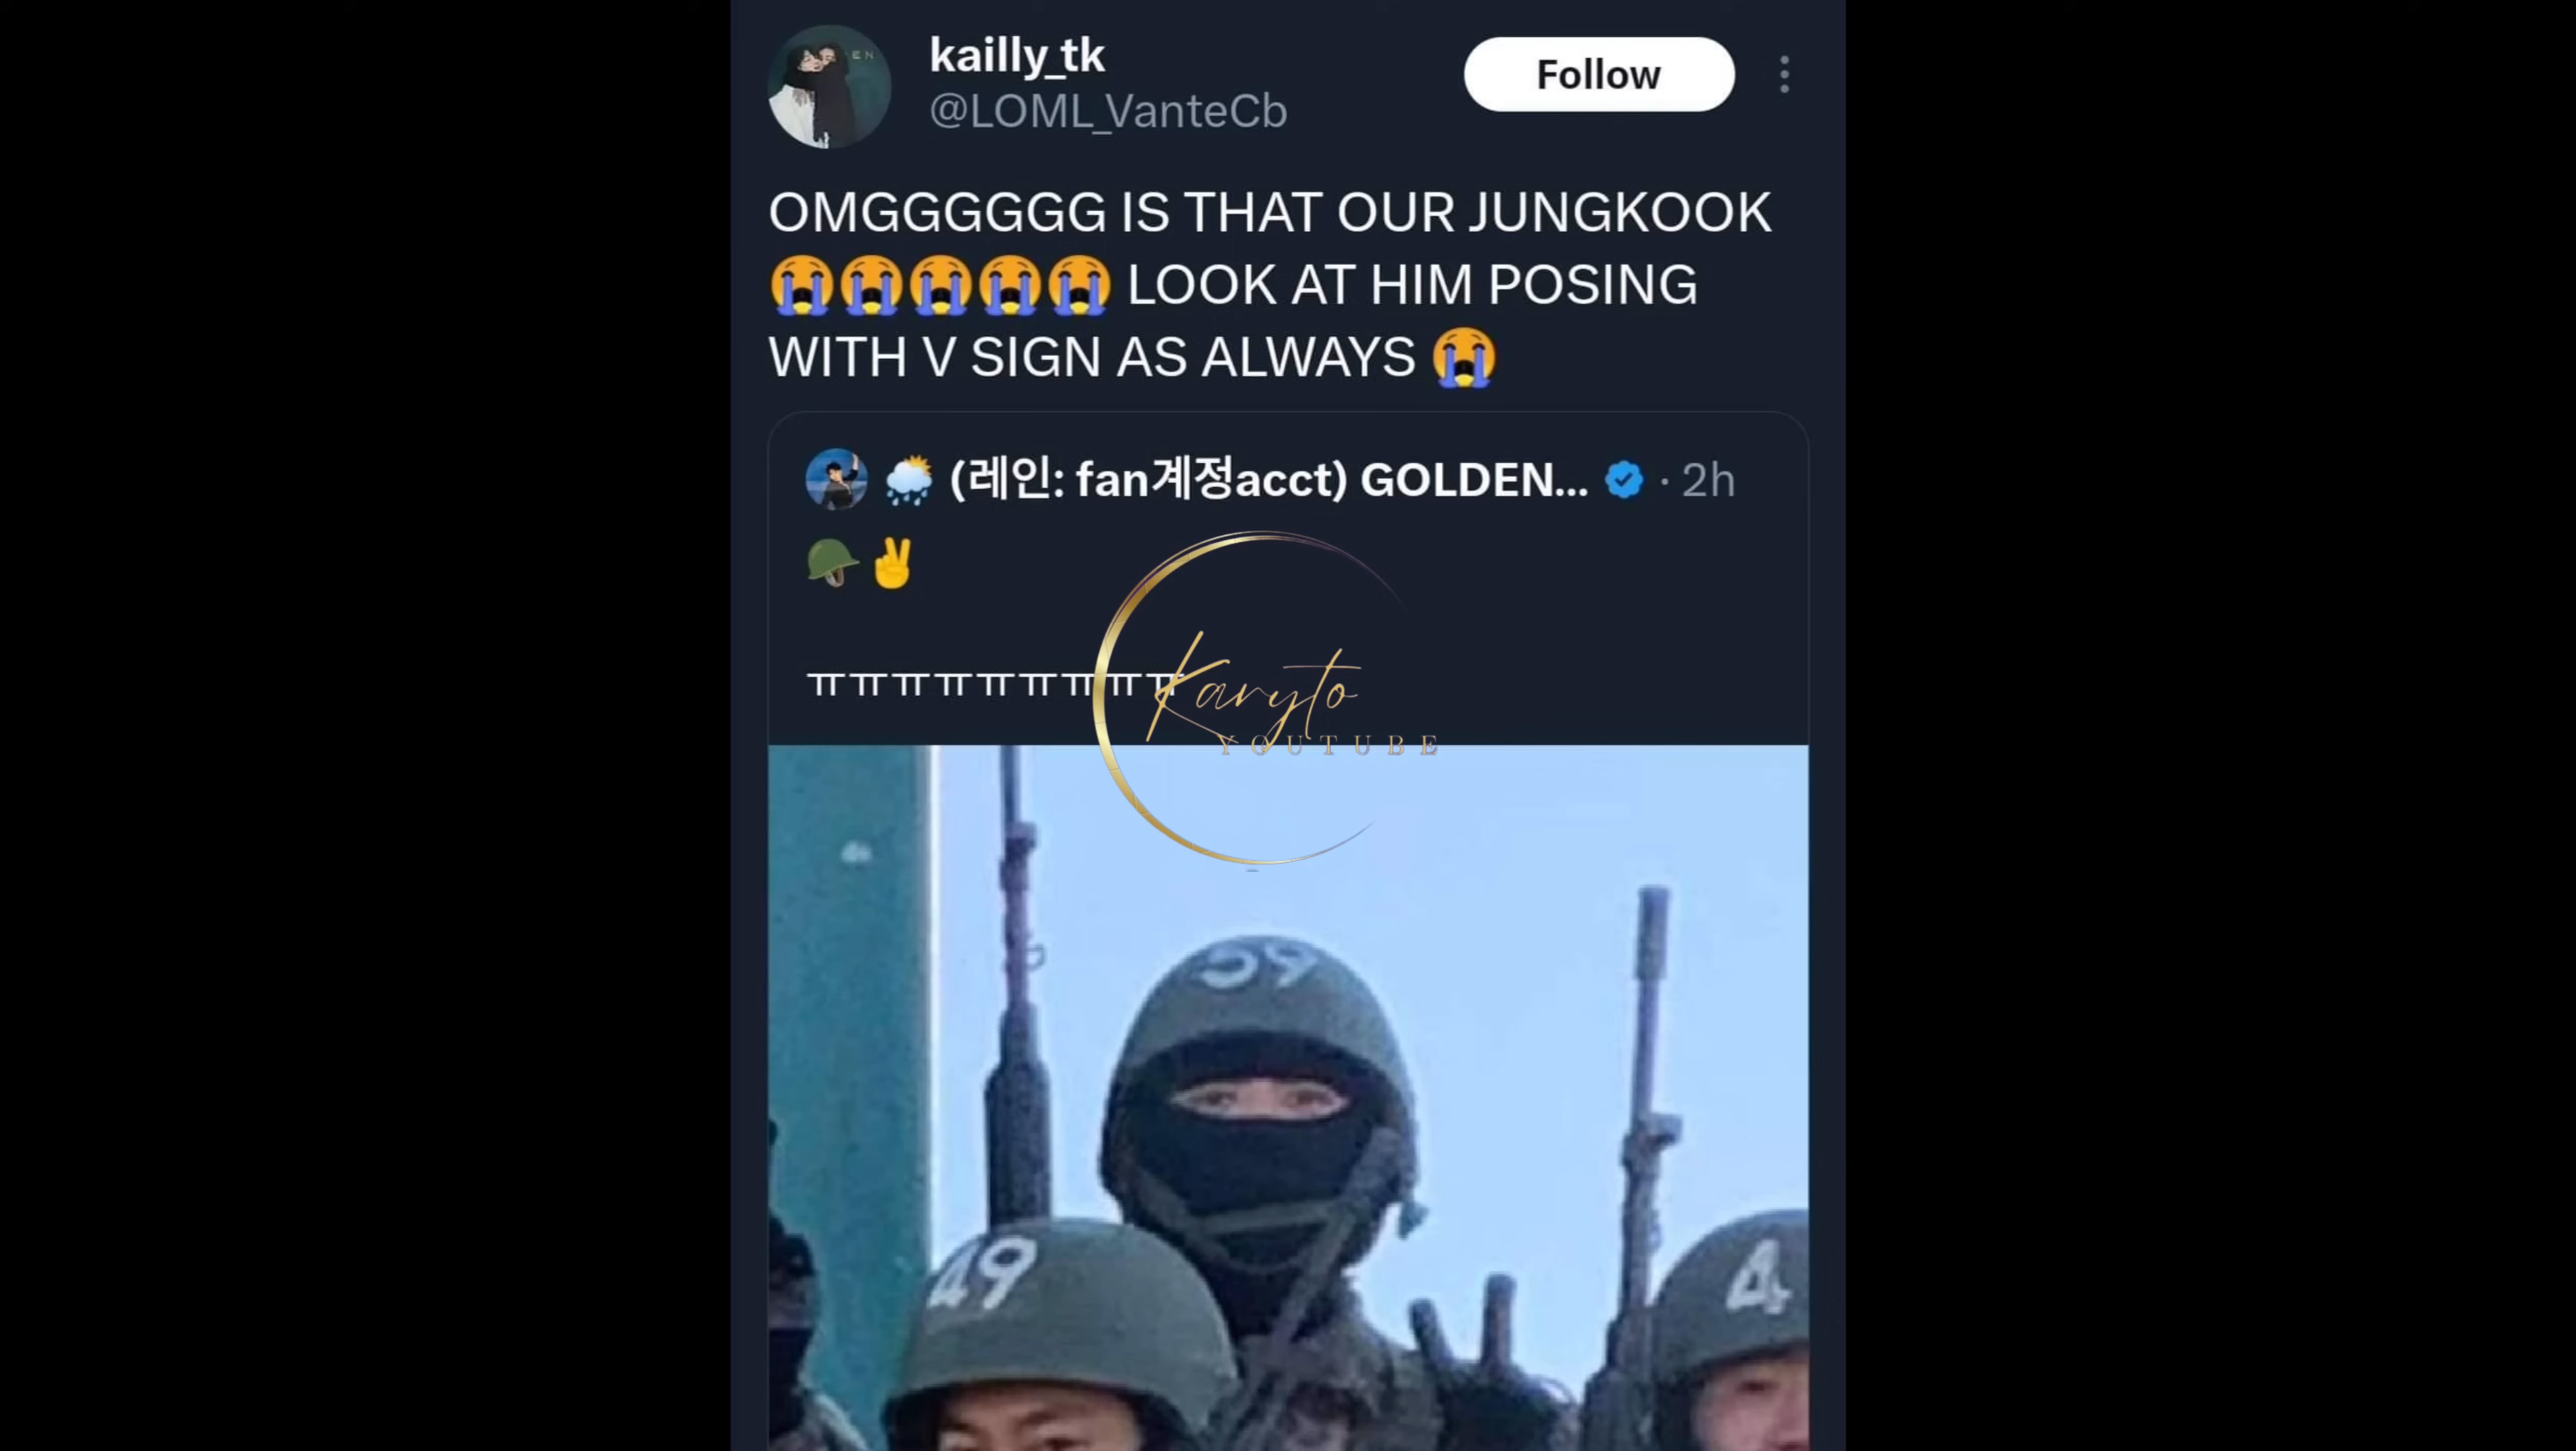 kailly_tk
Follow
@LOML_VanteCb
OMGGGGGG IS THAT OUR JUNGKOOK
😭😭😭😭😭 LOOK AT HIM POSING
WITH V SIGN AS ALWAYS 😭
🌦️ (레인: fan계정acct) GOLDEN... · 2h
🪖✌️
ㅠㅠㅠㅠㅠㅠㅠㅠㅠ
Karyto
YOUTUBE
59
49
4